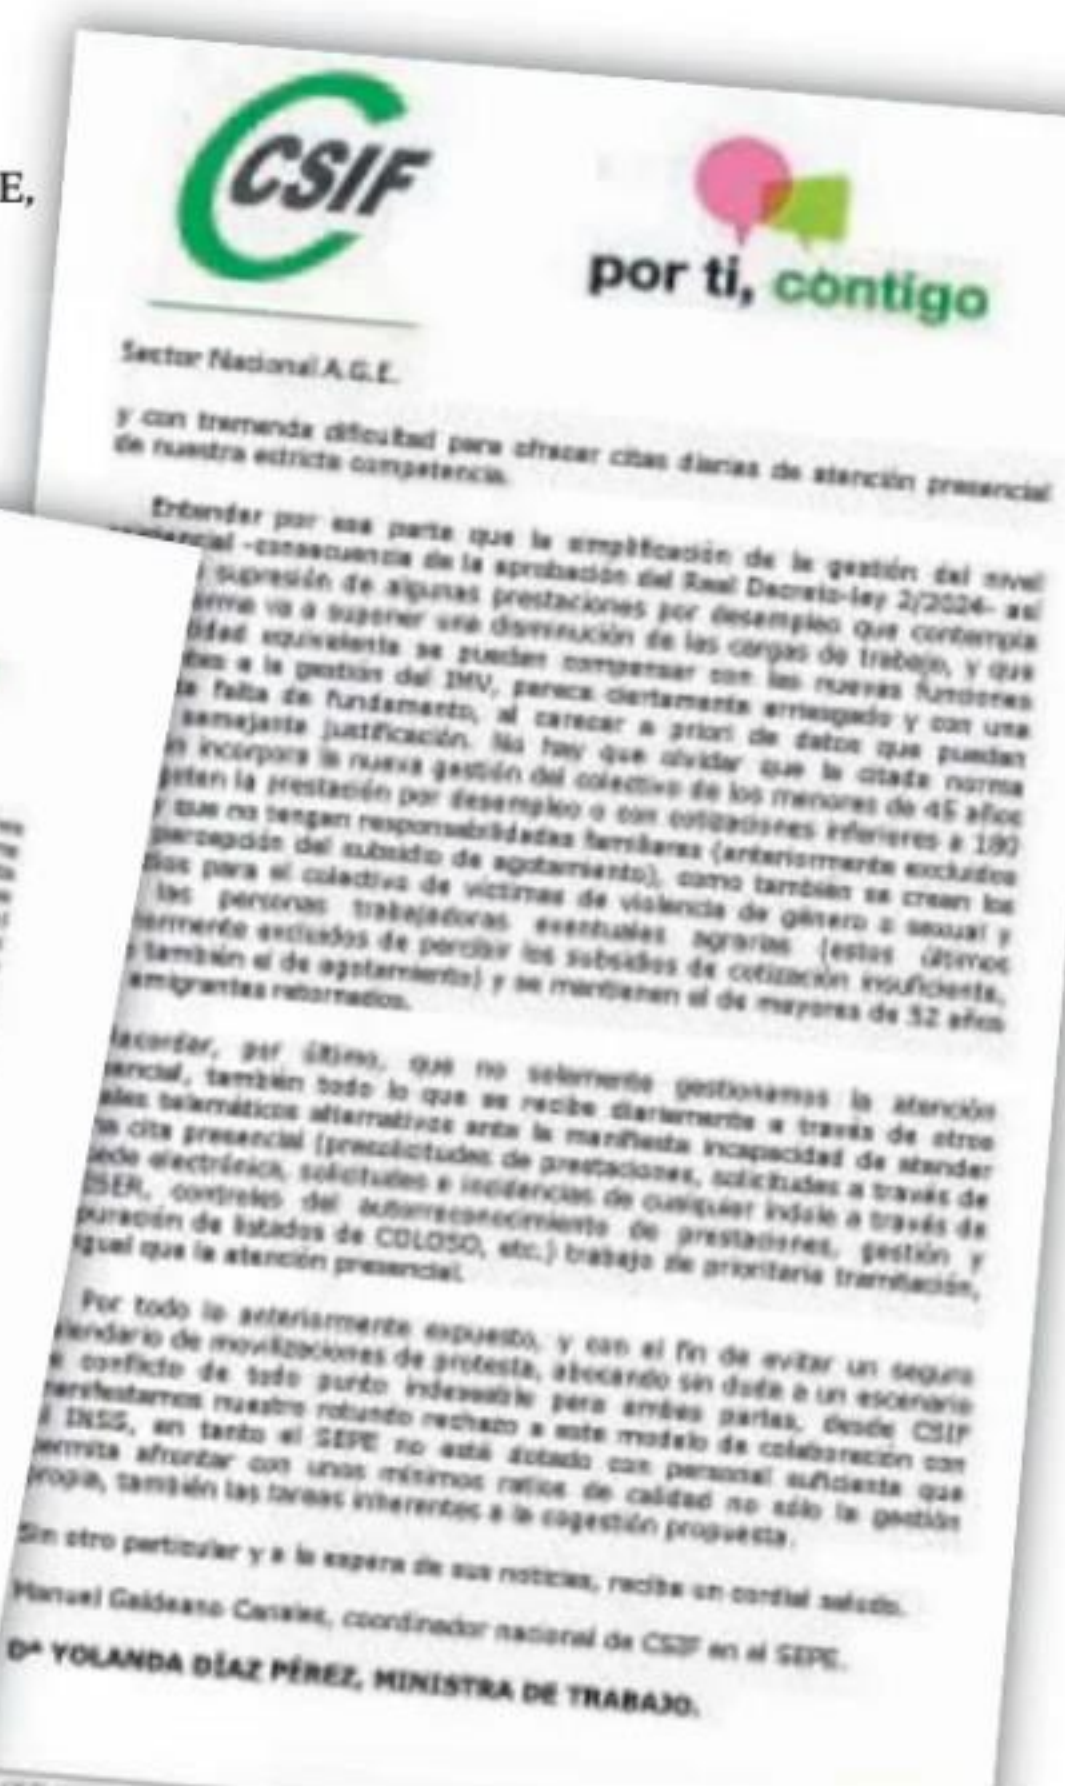 E,
CSIF
por ti, contigo
Sector Nacional A.G.E.
y con tremenda dificultad para ofrecer citas diarias de atención presencial
de nuestra estricta competencia.
Entender por esa parte que la simplificación de la gestión del nivel
-consecuencia de la aprobación del Real Decreto-ley 2/2024- así
supresión de algunas prestaciones por desempleo que contempla
va a suponer una disminución de las cargas de trabajo, y que
equivalente se puedan compensar con las nuevas funciones
a la gestión del IMV, parece ciertamente arriesgado y con una
falta de fundamento, al carecer a priori de datos que puedan
semejante justificación. No hay que olvidar que la citada norma
incorpora la nueva gestión del colectivo de los menores de 45 años
la prestación por desempleo o con cotizaciones inferiores a 180
y que no tengan responsabilidades familiares (anteriormente excluidos
percepción del subsidio de agotamiento), como también se crean los
para el colectivo de víctimas de violencia de género o sexual y
las personas trabajadoras eventuales agrarias (estos últimos
excluidos de percibir los subsidios de cotización insuficiente,
también el de agotamiento) y se mantienen el de mayores de 52 años
emigrantes retornados.
ecordar, por último, que no solamente gestionamos la atención
encial, también todo lo que se recibe diariamente a través de otros
ales telemáticos alternativos ante la manifiesta incapacidad de atender
cita presencial (presolicitudes de prestaciones, solicitudes a través de
ede electrónica, solicitudes e incidencias de cualquier índole a través de
controles del autorreconocimiento de prestaciones, gestión y
puración de listados de COLOSO, etc.) trabajo de prioritaria tramitación,
igual que la atención presencial.
Por todo lo anteriormente expuesto, y con el fin de evitar un seguro
lendario de movilizaciones de protesta, abocando sin duda a un escenario
conflicto de todo punto indeseable para ambas partes, desde CSIF
manifestamos nuestro rotundo rechazo a este modelo de colaboración con
l INSS, en tanto el SEPE no está dotado con personal suficiente que
ermita afrontar con unos mínimos ratios de calidad no sólo la gestión
propia, también las tareas inherentes a la cogestión propuesta.
Sin otro particular y a la espera de sus noticias, reciba un cordial saludo.
Manuel Galdeano Canales, coordinador nacional de CSIF en el SEPE.
Dª YOLANDA DÍAZ PÉREZ, MINISTRA DE TRABAJO.